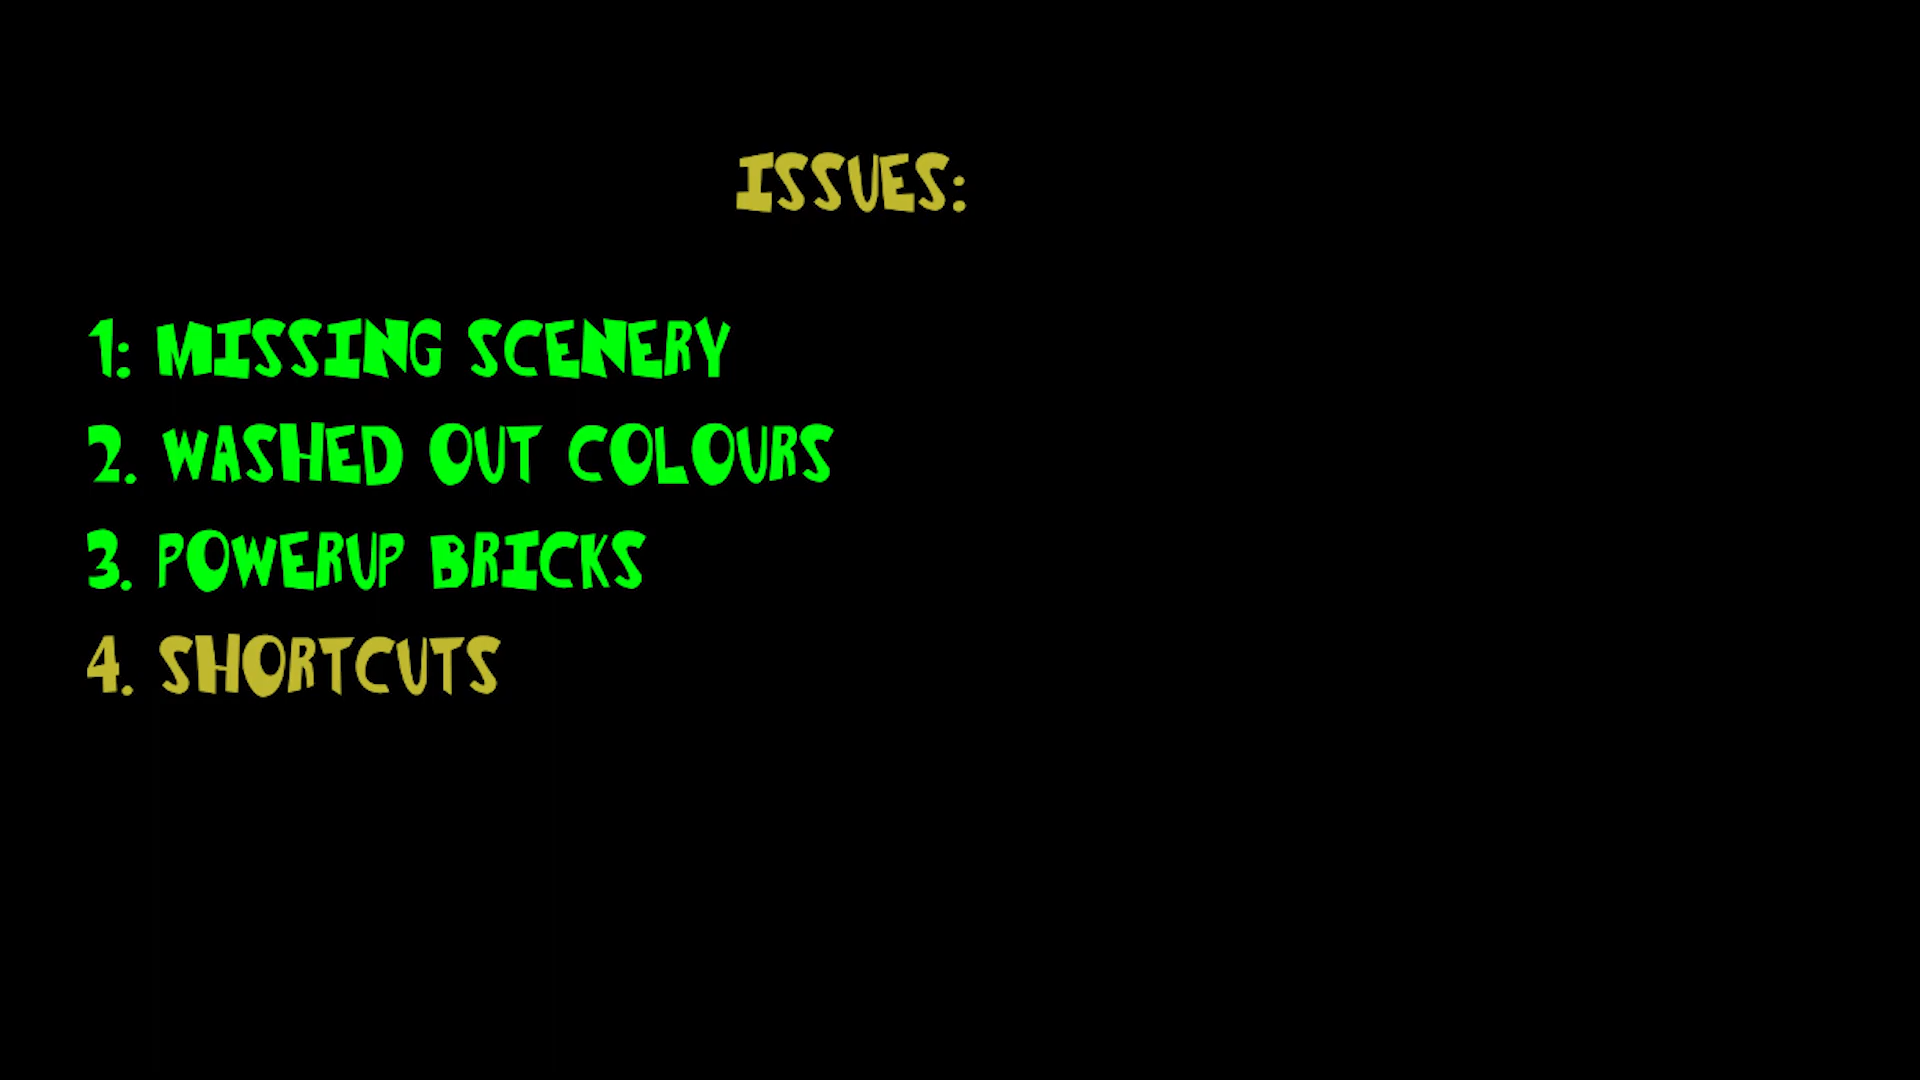 ISSUES:
1: MISSING SCENERY
2. WASHED OUT COLOURS
3. POWERUP BRICKS
4. SHORTCUTS